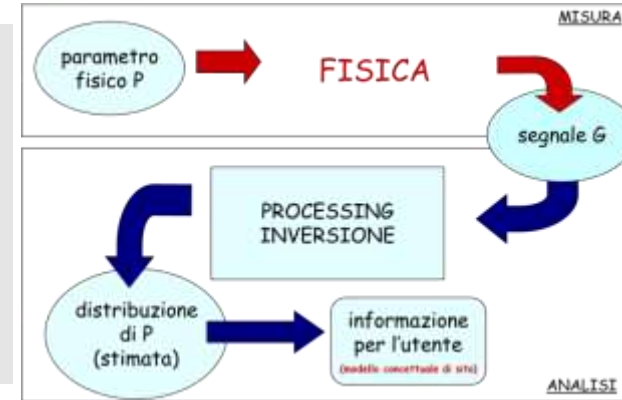 MISURA
parametro
fisico P
FISICA
segnale G
PROCESSING
INVERSIONE
distribuzione
di P
(stimata)
informazione
per l'utente
(modello concettuale di sito)
ANALISI